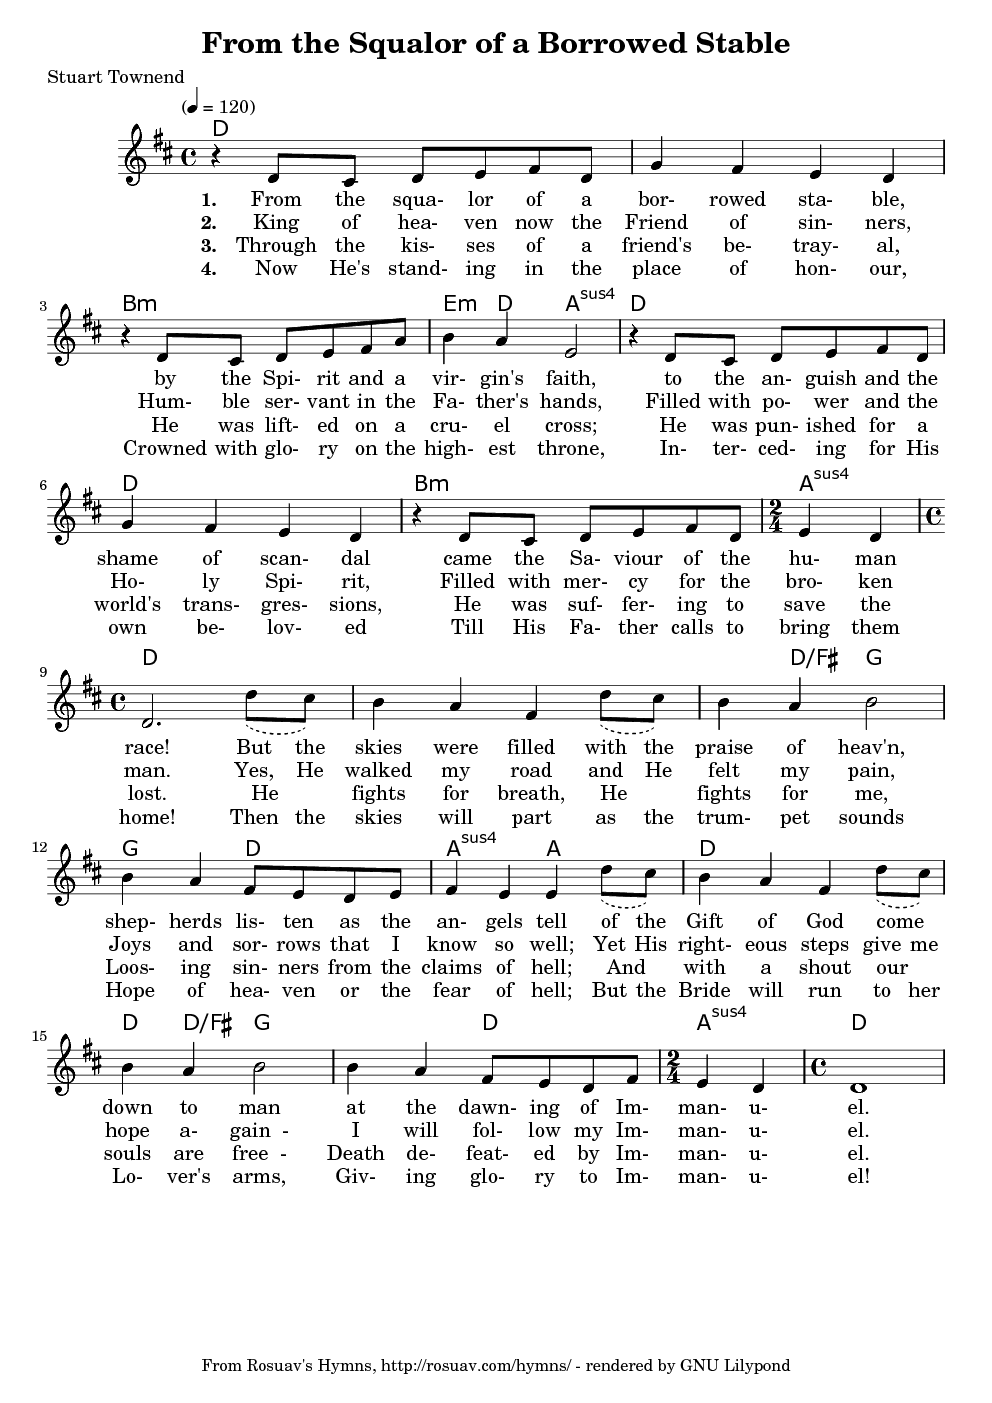 From the Squalor of a Borrowed Stable
Stuart Townend
(♩ = 120)
D
1. From the squa- lor of a bor- rowed sta- ble,
2. King of hea- ven now the Friend of sin- ners,
3. Through the kis- ses of a friend's be- tray- al,
4. Now He's stand- ing in the place of hon- our,
3
Bm Em D Asus4 D
by the Spi- rit and a vir- gin's faith, to the an- guish and the
Hum- ble ser- vant in the Fa- ther's hands, Filled with po- wer and the
He was lift- ed on a cru- el cross; He was pun- ished for a
Crowned with glo- ry on the high- est throne, In- ter- ced- ing for His
6
D Bm Asus4
2
4
shame of scan- dal came the Sa- viour of the hu- man
Ho- ly Spi- rit, Filled with mer- cy for the bro- ken
world's trans- gres- sions, He was suf- fer- ing to save the
own be- lov- ed Till His Fa- ther calls to bring them
9
D D/F♯ G
race! But the skies were filled with the praise of heav'n,
man. Yes, He walked my road and He felt my pain,
lost. He fights for breath, He fights for me,
home! Then the skies will part as the trum- pet sounds
12
G D Asus4 A D
shep- herds lis- ten as the an- gels tell of the Gift of God come
Joys and sor- rows that I know so well; Yet His right- eous steps give me
Loos- ing sin- ners from the claims of hell; And with a shout our
Hope of hea- ven or the fear of hell; But the Bride will run to her
15
D D/F♯ G D Asus4 D
2
4
down to man at the dawn- ing of Im- man- u- el.
hope a- gain - I will fol- low my Im- man- u- el.
souls are free - Death de- feat- ed by Im- man- u- el.
Lo- ver's arms, Giv- ing glo- ry to Im- man- u- el!
From Rosuav's Hymns, http://rosuav.com/hymns/ - rendered by GNU Lilypond